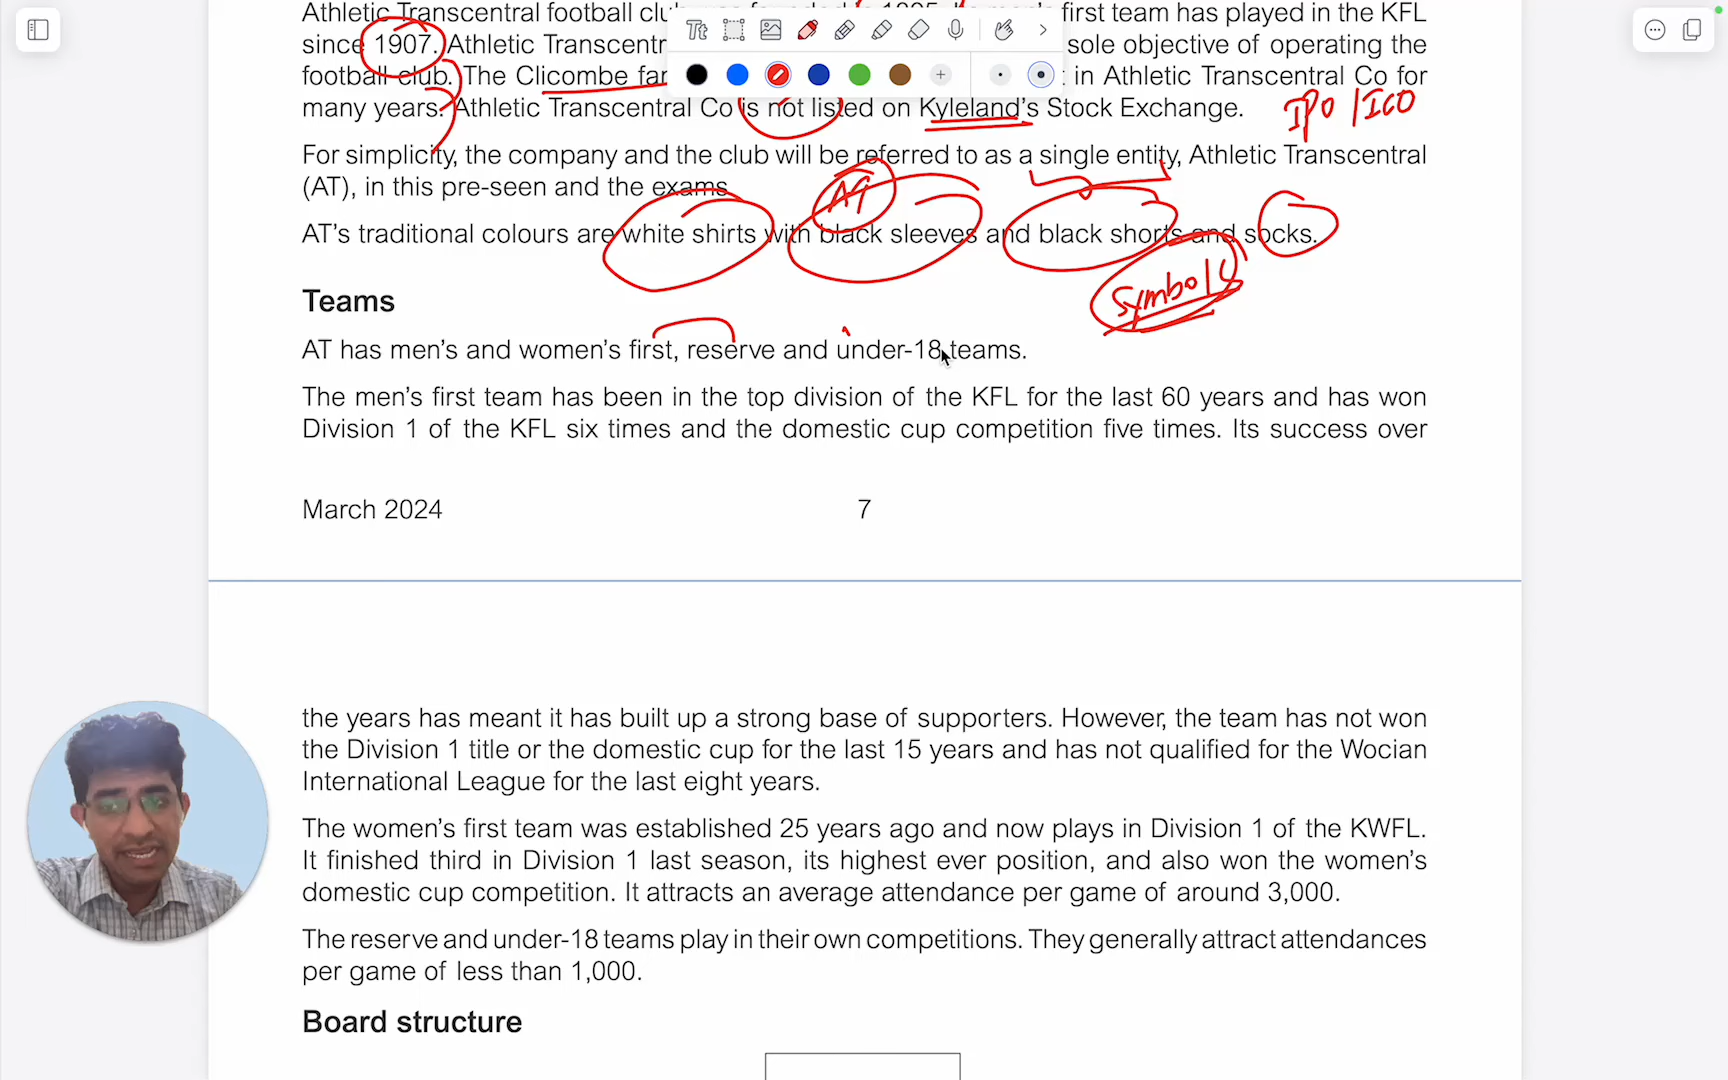 Athletic Transcentral football club was founded in 1895. first team has played in the KFL
since 1907. Athletic Transcentr sole objective of operating the
football club. The Clicombe fam in Athletic Transcentral Co for
many years. Athletic Transcentral Co is not listed on Kyleland's Stock Exchange.
IPO / ICO
For simplicity, the company and the club will be referred to as a single entity, Athletic Transcentral
(AT), in this pre-seen and the exams.
AT
AT's traditional colours are white shirts with black sleeves and black shorts and socks.
Symbols
Teams
AT has men's and women's first, reserve and under-18 teams.
The men's first team has been in the top division of the KFL for the last 60 years and has won
Division 1 of the KFL six times and the domestic cup competition five times. Its success over
March 2024 7
the years has meant it has built up a strong base of supporters. However, the team has not won
the Division 1 title or the domestic cup for the last 15 years and has not qualified for the Wocian
International League for the last eight years.
The women's first team was established 25 years ago and now plays in Division 1 of the KWFL.
It finished third in Division 1 last season, its highest ever position, and also won the women's
domestic cup competition. It attracts an average attendance per game of around 3,000.
The reserve and under-18 teams play in their own competitions. They generally attract attendances
per game of less than 1,000.
Board structure